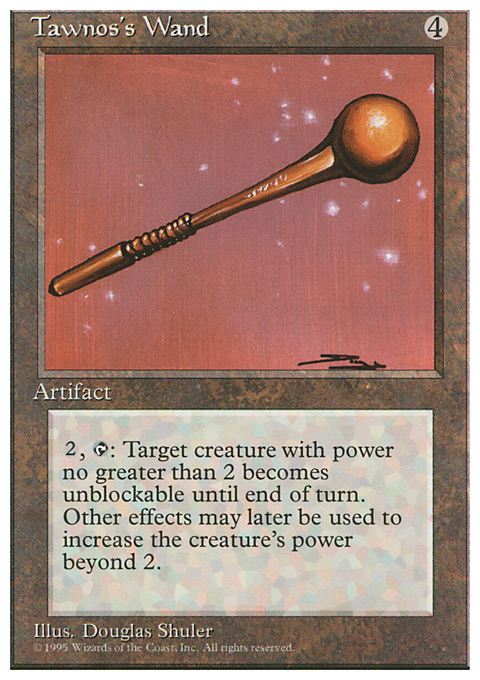 Tawnos's Wand 4
Artifact
2, : Target creature with power
no greater than 2 becomes
unblockable until end of turn.
Other effects may later be used to
increase the creature's power
beyond 2.
Illus. Douglas Shuler
© 1995 Wizards of the Coast, Inc. All rights reserved.